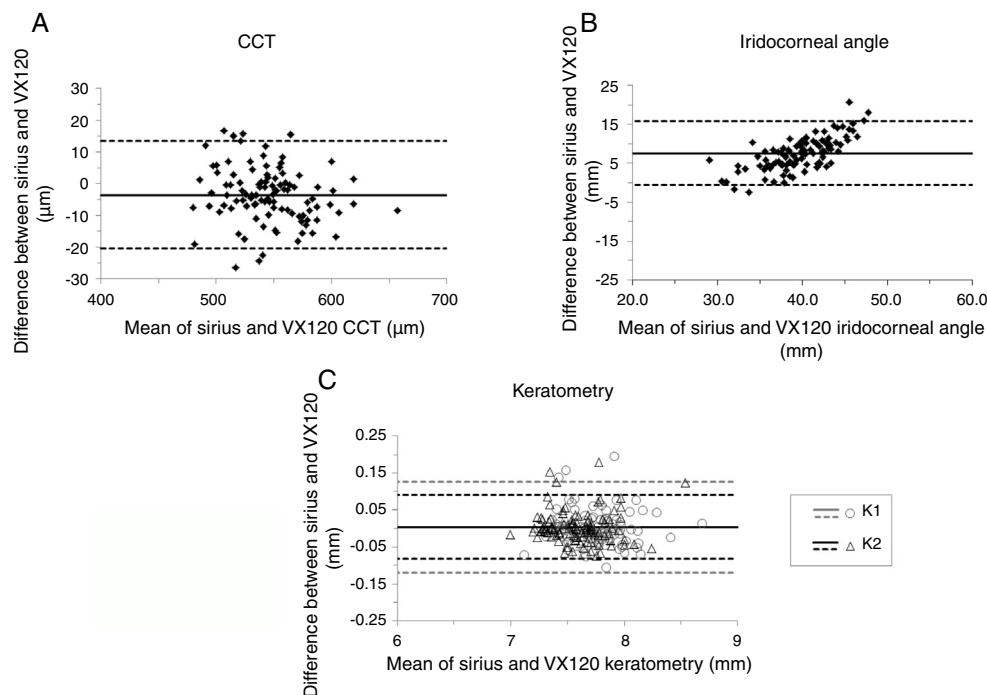 A
CCT
Difference between sirius and VX120
(µm)
30
20
10
0
-10
-20
-30
400
500
600
700
Mean of sirius and VX120 CCT (µm)
B
Iridocorneal angle
Difference between sirius and VX120
(mm)
25
15
5
-5
-15
-25
20.0
30.0
40.0
50.0
60.0
Mean of sirius and VX120 iridocorneal angle
(mm)
C
Keratometry
Difference between sirius and VX120
(mm)
0.25
0.15
0.05
-0.05
-0.15
-0.25
6
7
8
9
Mean of sirius and VX120 keratometry (mm)
K1
K2